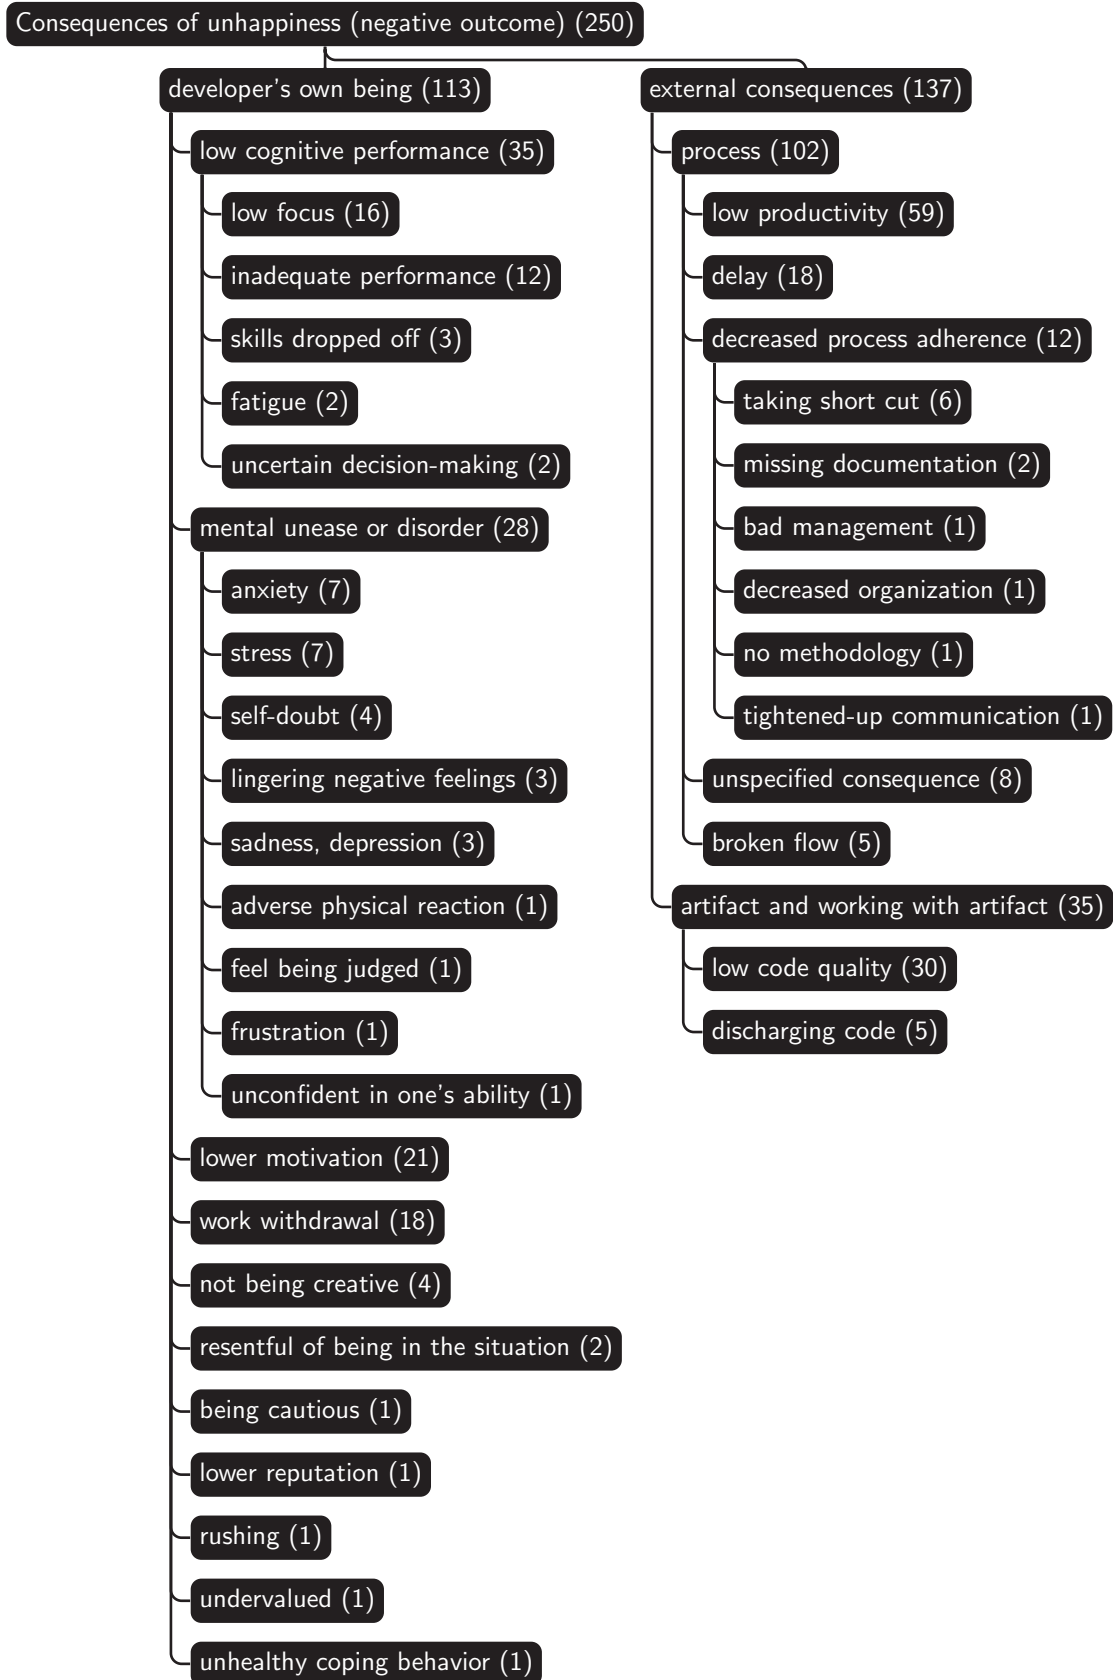 Consequences of unhappiness (negative outcome) (250)
developer's own being (113)
low cognitive performance (35)
low focus (16)
inadequate performance (12)
skills dropped off (3)
fatigue (2)
uncertain decision-making (2)
mental unease or disorder (28)
anxiety (7)
stress (7)
self-doubt (4)
lingering negative feelings (3)
sadness, depression (3)
adverse physical reaction (1)
feel being judged (1)
frustration (1)
unconfident in one's ability (1)
lower motivation (21)
work withdrawal (18)
not being creative (4)
resentful of being in the situation (2)
being cautious (1)
lower reputation (1)
rushing (1)
undervalued (1)
unhealthy coping behavior (1)
external consequences (137)
process (102)
low productivity (59)
delay (18)
decreased process adherence (12)
taking short cut (6)
missing documentation (2)
bad management (1)
decreased organization (1)
no methodology (1)
tightened-up communication (1)
unspecified consequence (8)
broken flow (5)
artifact and working with artifact (35)
low code quality (30)
discharging code (5)